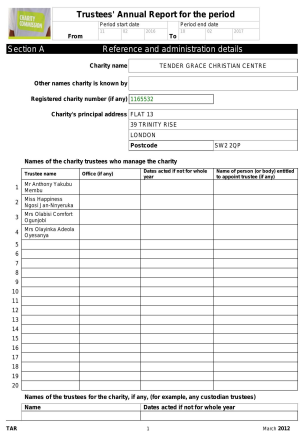 CHARITY COMMISSION
Trustees' Annual Report for the period
Period start date Period end date
From To
Section A Reference and administration details
Charity name TENDER GRACE CHRISTIAN CENTRE
Other names charity is known by
Registered charity number (if any) 1165532
Charity's principal address FLAT 13
39 TRINITY RISE
LONDON
Postcode SW2 2QP
Names of the charity trustees who manage the charity
Trustee name Office (if any) Dates acted if not for whole year Name of person (or body) entitled to appoint trustee (if any)
1 Mr Anthony Yakubu Membu
2 Miss Happiness Ngozi Jan-Nnyeruka
3 Mrs Olabisi Comfort Ogunjobi
4 Mrs Olayinka Adeola Oyesanya
5
6
7
8
9
10
11
12
13
14
15
16
17
18
19
20
Names of the trustees for the charity, if any, (for example, any custodian trustees)
Name Dates acted if not for whole year
TAR 1 March 2012